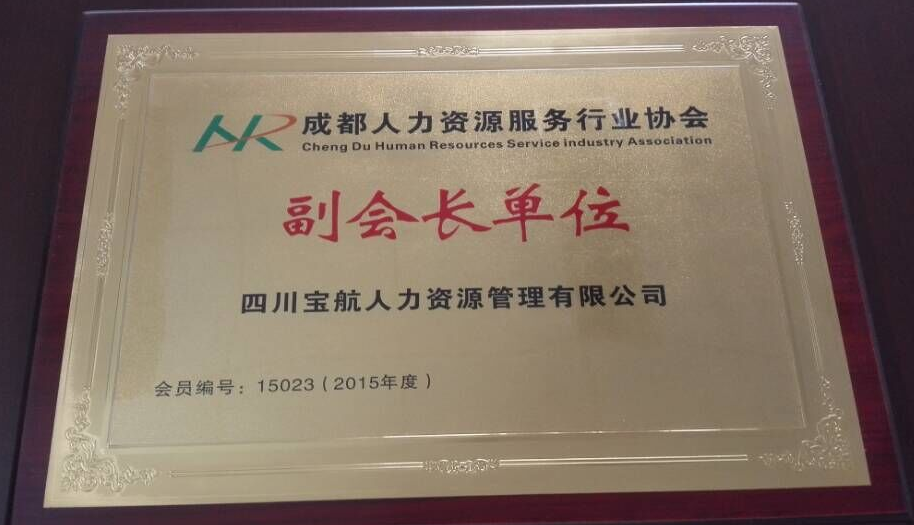 成都人力资源服务行业协会
Cheng Du Human Resources Service industry Association
副会长单位
四川宝航人力资源管理有限公司
会员编号：15023（2015年度）